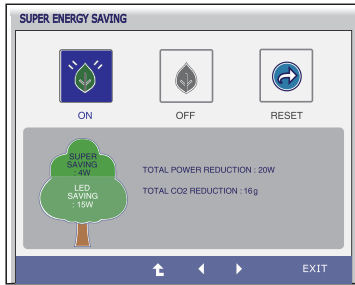 SUPER ENERGY SAVING
ON
OFF
RESET
SUPER
SAVING
: 4W
LED
SAVING
: 15W
TOTAL POWER REDUCTION : 20W
TOTAL CO2 REDUCTION : 16g
EXIT